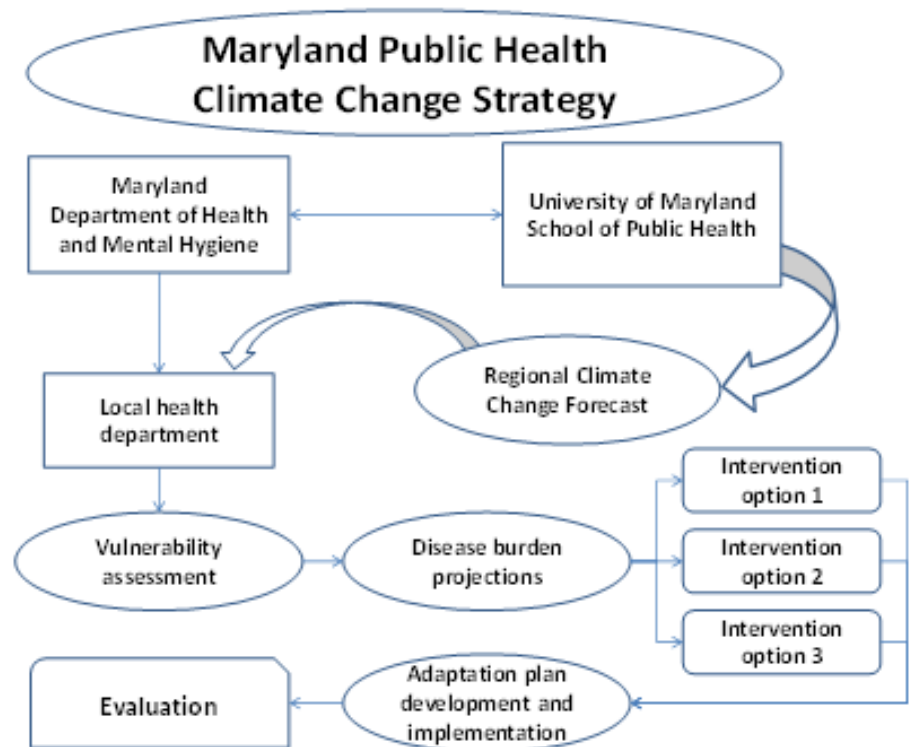 Maryland Public Health
Climate Change Strategy
Maryland
Department of Health
and Mental Hygiene
University of Maryland
School of Public Health
Regional Climate
Change Forecast
Local health
department
Vulnerability
assessment
Disease burden
projections
Intervention
option 1
Intervention
option 2
Intervention
option 3
Adaptation plan
development and
implementation
Evaluation